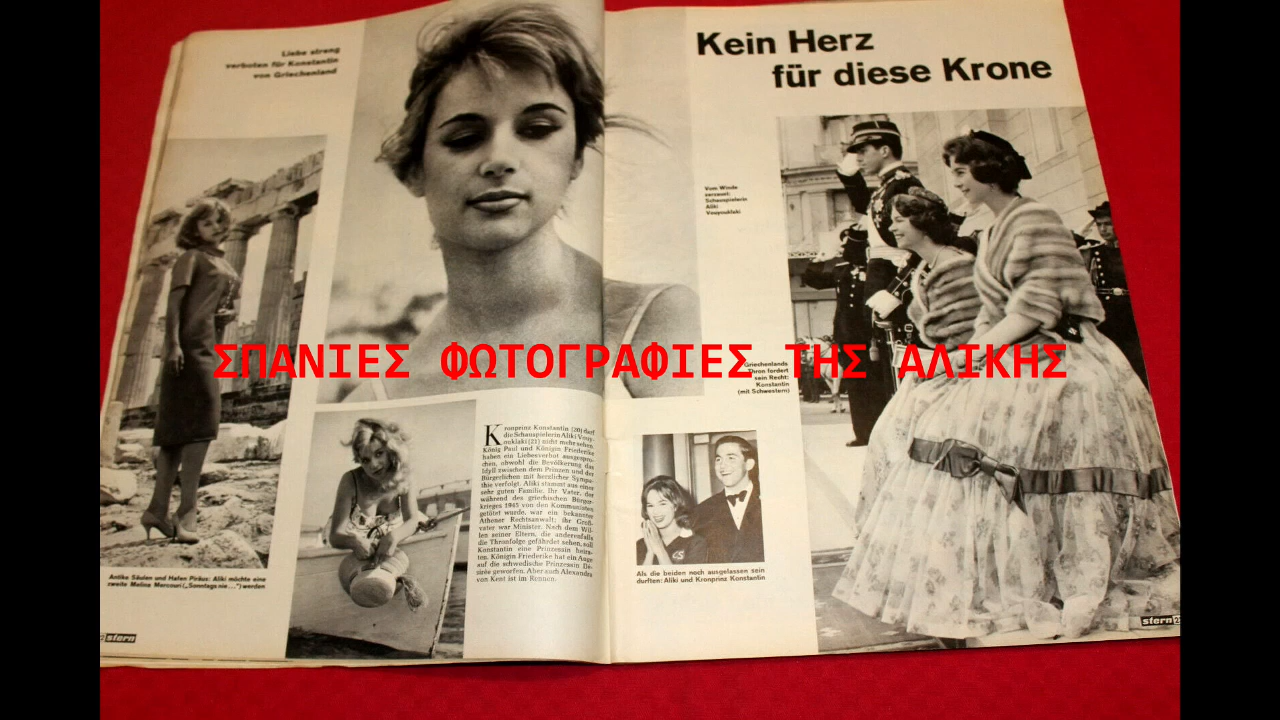 Liebe streng
verboten für Konstantin
von Griechenland
Kein Herz
für diese Krone
Vom Winde
verzaust:
Schauspielerin
Aliki
Vouyouklaki
ΣΠΑΝΙΕΣ ΦΩΤΟΓΡΑΦΙΕΣ ΤΗΣ ΑΛΙΚΗΣ
Griechenlands
Thron fordert
sein Recht:
Konstantin
(mit Schwestern)
Kronprinz Konstantin (20) darf
die Schauspielerin Aliki Vouy-
ouklaki (21) nicht mehr sehen.
König Paul und Königin Friederike
haben ein Liebesverbot ausgespro-
chen, obwohl die Bevölkerung das
Idyll zwischen dem Prinzen und der
Bürgerlichen mit herzlicher Sympa-
thie verfolgt. Aliki stammt aus einer
sehr guten Familie. Ihr Vater, der
während des griechischen Bürger-
krieges 1945 von den Kommunisten
getötet wurde, war ein bekannter
Athener Rechtsanwalt; ihr Groß-
vater war Minister. Nach dem Wil-
len seiner Eltern, die anderenfalls
die Thronfolge gefährdet sehen, soll
Konstantin eine Prinzessin heira-
ten. Königin Friederike hat ein Auge
auf die schwedische Prinzessin De-
sirée geworfen. Aber auch Alexandra
von Kent ist im Rennen.
Antike Säulen und Hafen Piräus: Aliki möchte eine
zweite Melina Mercouri („Sonntags nie...") werden
Als die beiden noch ausgelassen sein
durften: Aliki und Kronprinz Konstantin
stern
stern